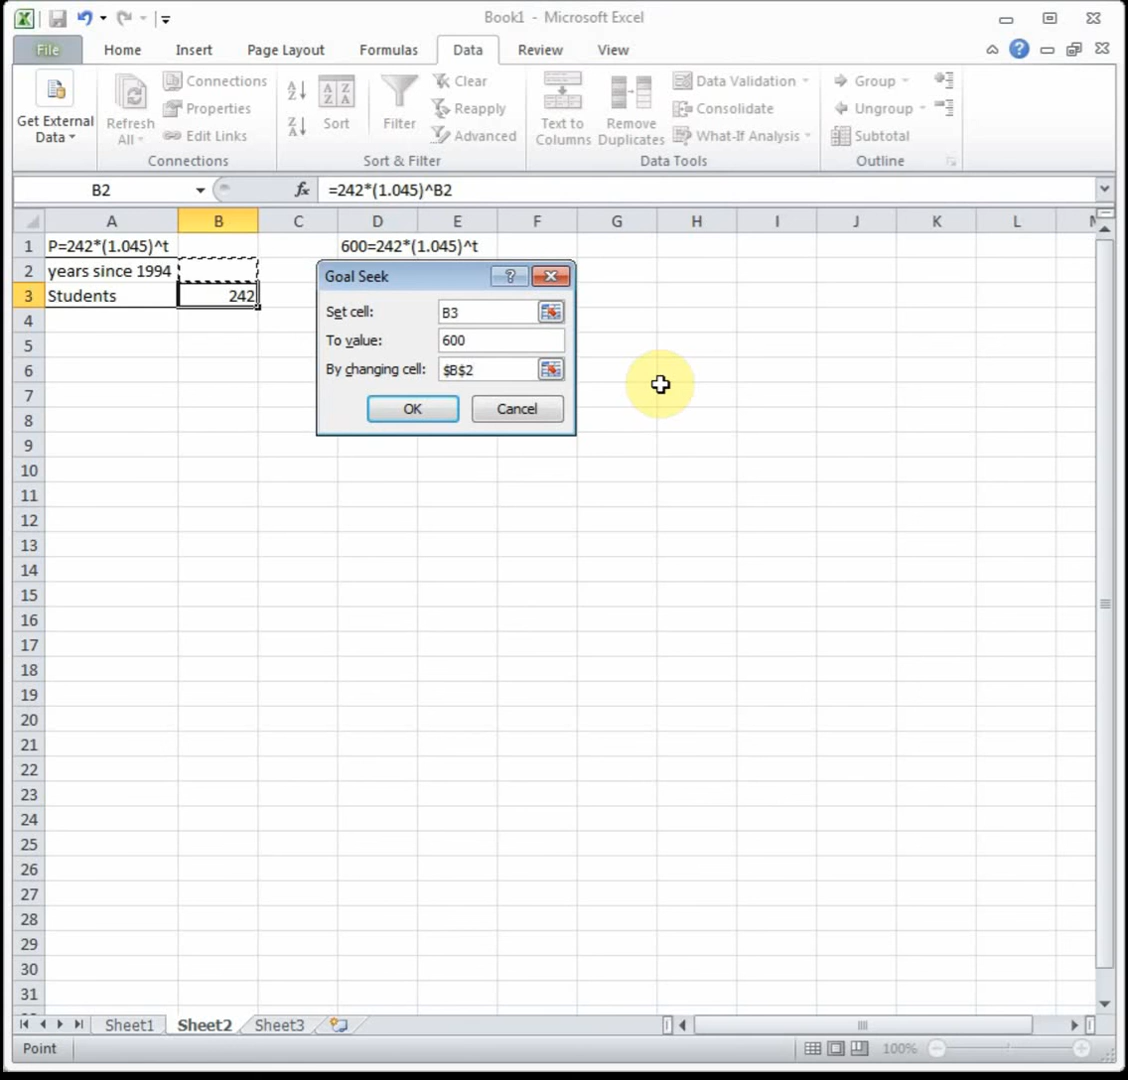 Book1 - Microsoft Excel
File Home Insert Page Layout Formulas Data Review View
Get External Data
Refresh All
Connections
Properties
Edit Links
Connections
A Z
Z A
Sort
Filter
Clear
Reapply
Advanced
Sort & Filter
Text to Columns
Remove Duplicates
Data Validation
Consolidate
What-If Analysis
Data Tools
Group
Ungroup
Subtotal
Outline
B2 fx =242*(1.045)^B2
A B C D E F G H I J K L
1 P=242*(1.045)^t 600=242*(1.045)^t
2 years since 1994
3 Students 242
Goal Seek ?
Set cell: B3
To value: 600
By changing cell: $B$2
OK Cancel
4
5
6
7
8
9
10
11
12
13
14
15
16
17
18
19
20
21
22
23
24
25
26
27
28
29
30
31
Sheet1 Sheet2 Sheet3
Point 100%